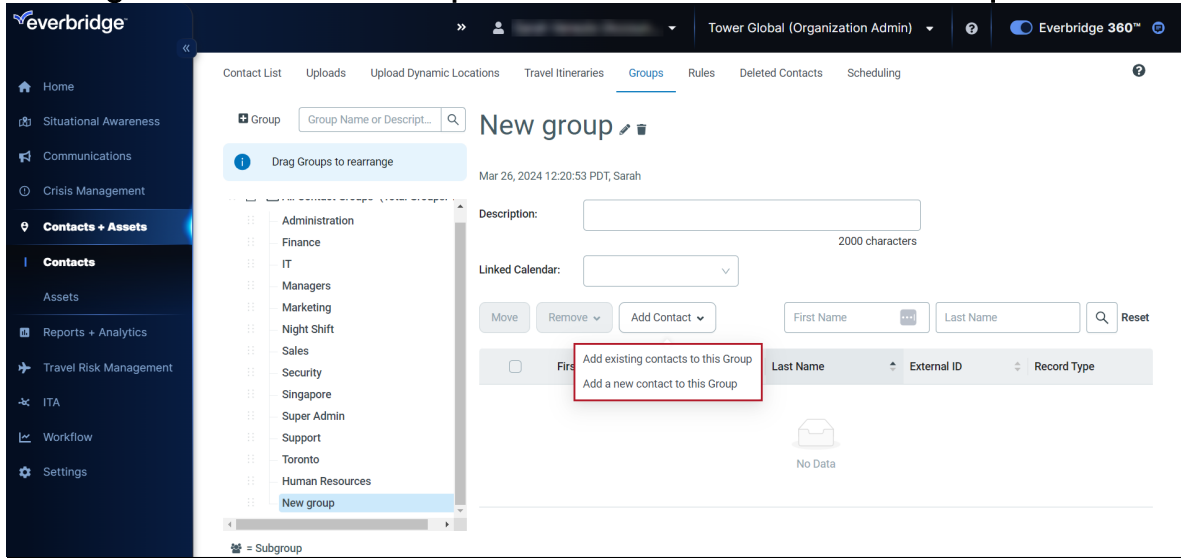 everbridge
»
Tower Global (Organization Admin)
Everbridge 360™
«
Home
Situational Awareness
Communications
Crisis Management
Contacts + Assets
Contacts
Assets
Reports + Analytics
Travel Risk Management
ITA
Workflow
Settings
Contact List Uploads Upload Dynamic Locations Travel Itineraries Groups Rules Deleted Contacts Scheduling
Group
Group Name or Descript...
Drag Groups to rearrange
Administration
Finance
IT
Managers
Marketing
Night Shift
Sales
Security
Singapore
Super Admin
Support
Toronto
Human Resources
New group
= Subgroup
New group
Mar 26, 2024 12:20:53 PDT, Sarah
Description:
2000 characters
Linked Calendar:
Move Remove Add Contact First Name Last Name Reset
Add existing contacts to this Group
Add a new contact to this Group
Last Name External ID Record Type
No Data